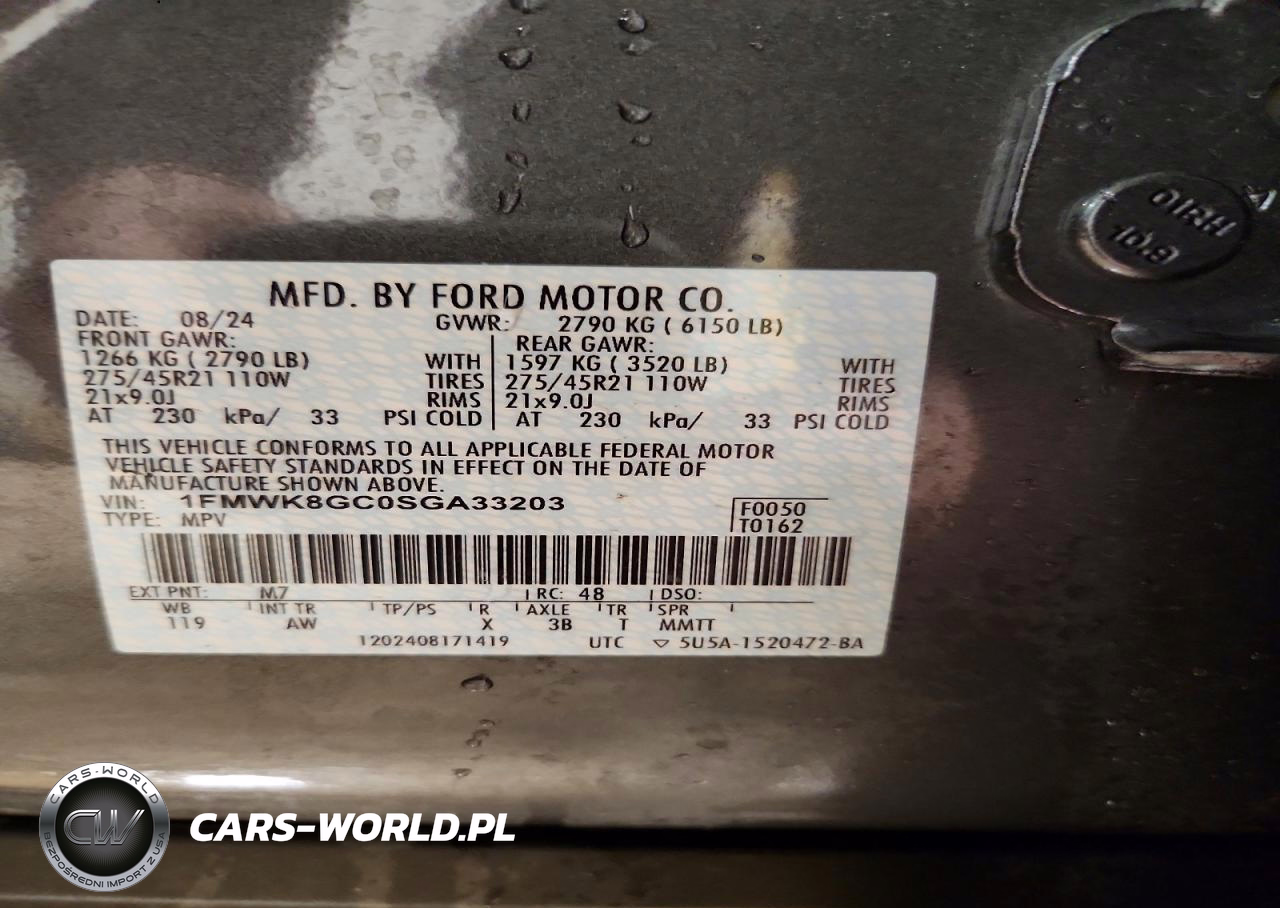 OIRH
10.9
MFD. BY FORD MOTOR CO.
DATE: 08/24 GVWR: 2790 KG ( 6150 LB)
FRONT GAWR: REAR GAWR:
1266 KG ( 2790 LB) WITH 1597 KG ( 3520 LB) WITH
275/45R21 110W TIRES 275/45R21 110W TIRES
21x9.0J RIMS 21x9.0J RIMS
AT 230 kPa/ 33 PSI COLD AT 230 kPa/ 33 PSI COLD
THIS VEHICLE CONFORMS TO ALL APPLICABLE FEDERAL MOTOR
VEHICLE SAFETY STANDARDS IN EFFECT ON THE DATE OF
MANUFACTURE SHOWN ABOVE.
VIN: 1FMWK8GC0SGA33203 F0050
TYPE: MPV T0162
EXT PNT: M7 RC: 48 DSO:
WB INT TR TP/PS R AXLE TR SPR
119 AW X 3B T MMTT
1202408171419 UTC ▽ 5U5A-1520472-BA
CARS-WORLD
CW
BEZPOŚREDNI IMPORT Z USA
CARS-WORLD.PL